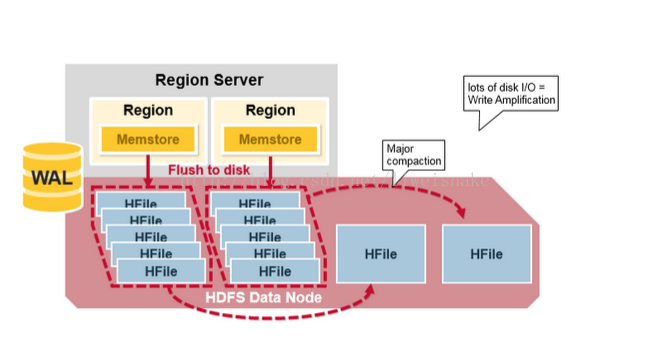 Region Server
lots of disk I/O =
Write Amplification
Region
Region
Memstore
Memstore
Major
compaction
WAL
Flush to disk
HFile
HFile
HFile
HFile
HFile
HFile
HFile
HFile
HFile
HFile
HFile
HFile
HDFS Data Node